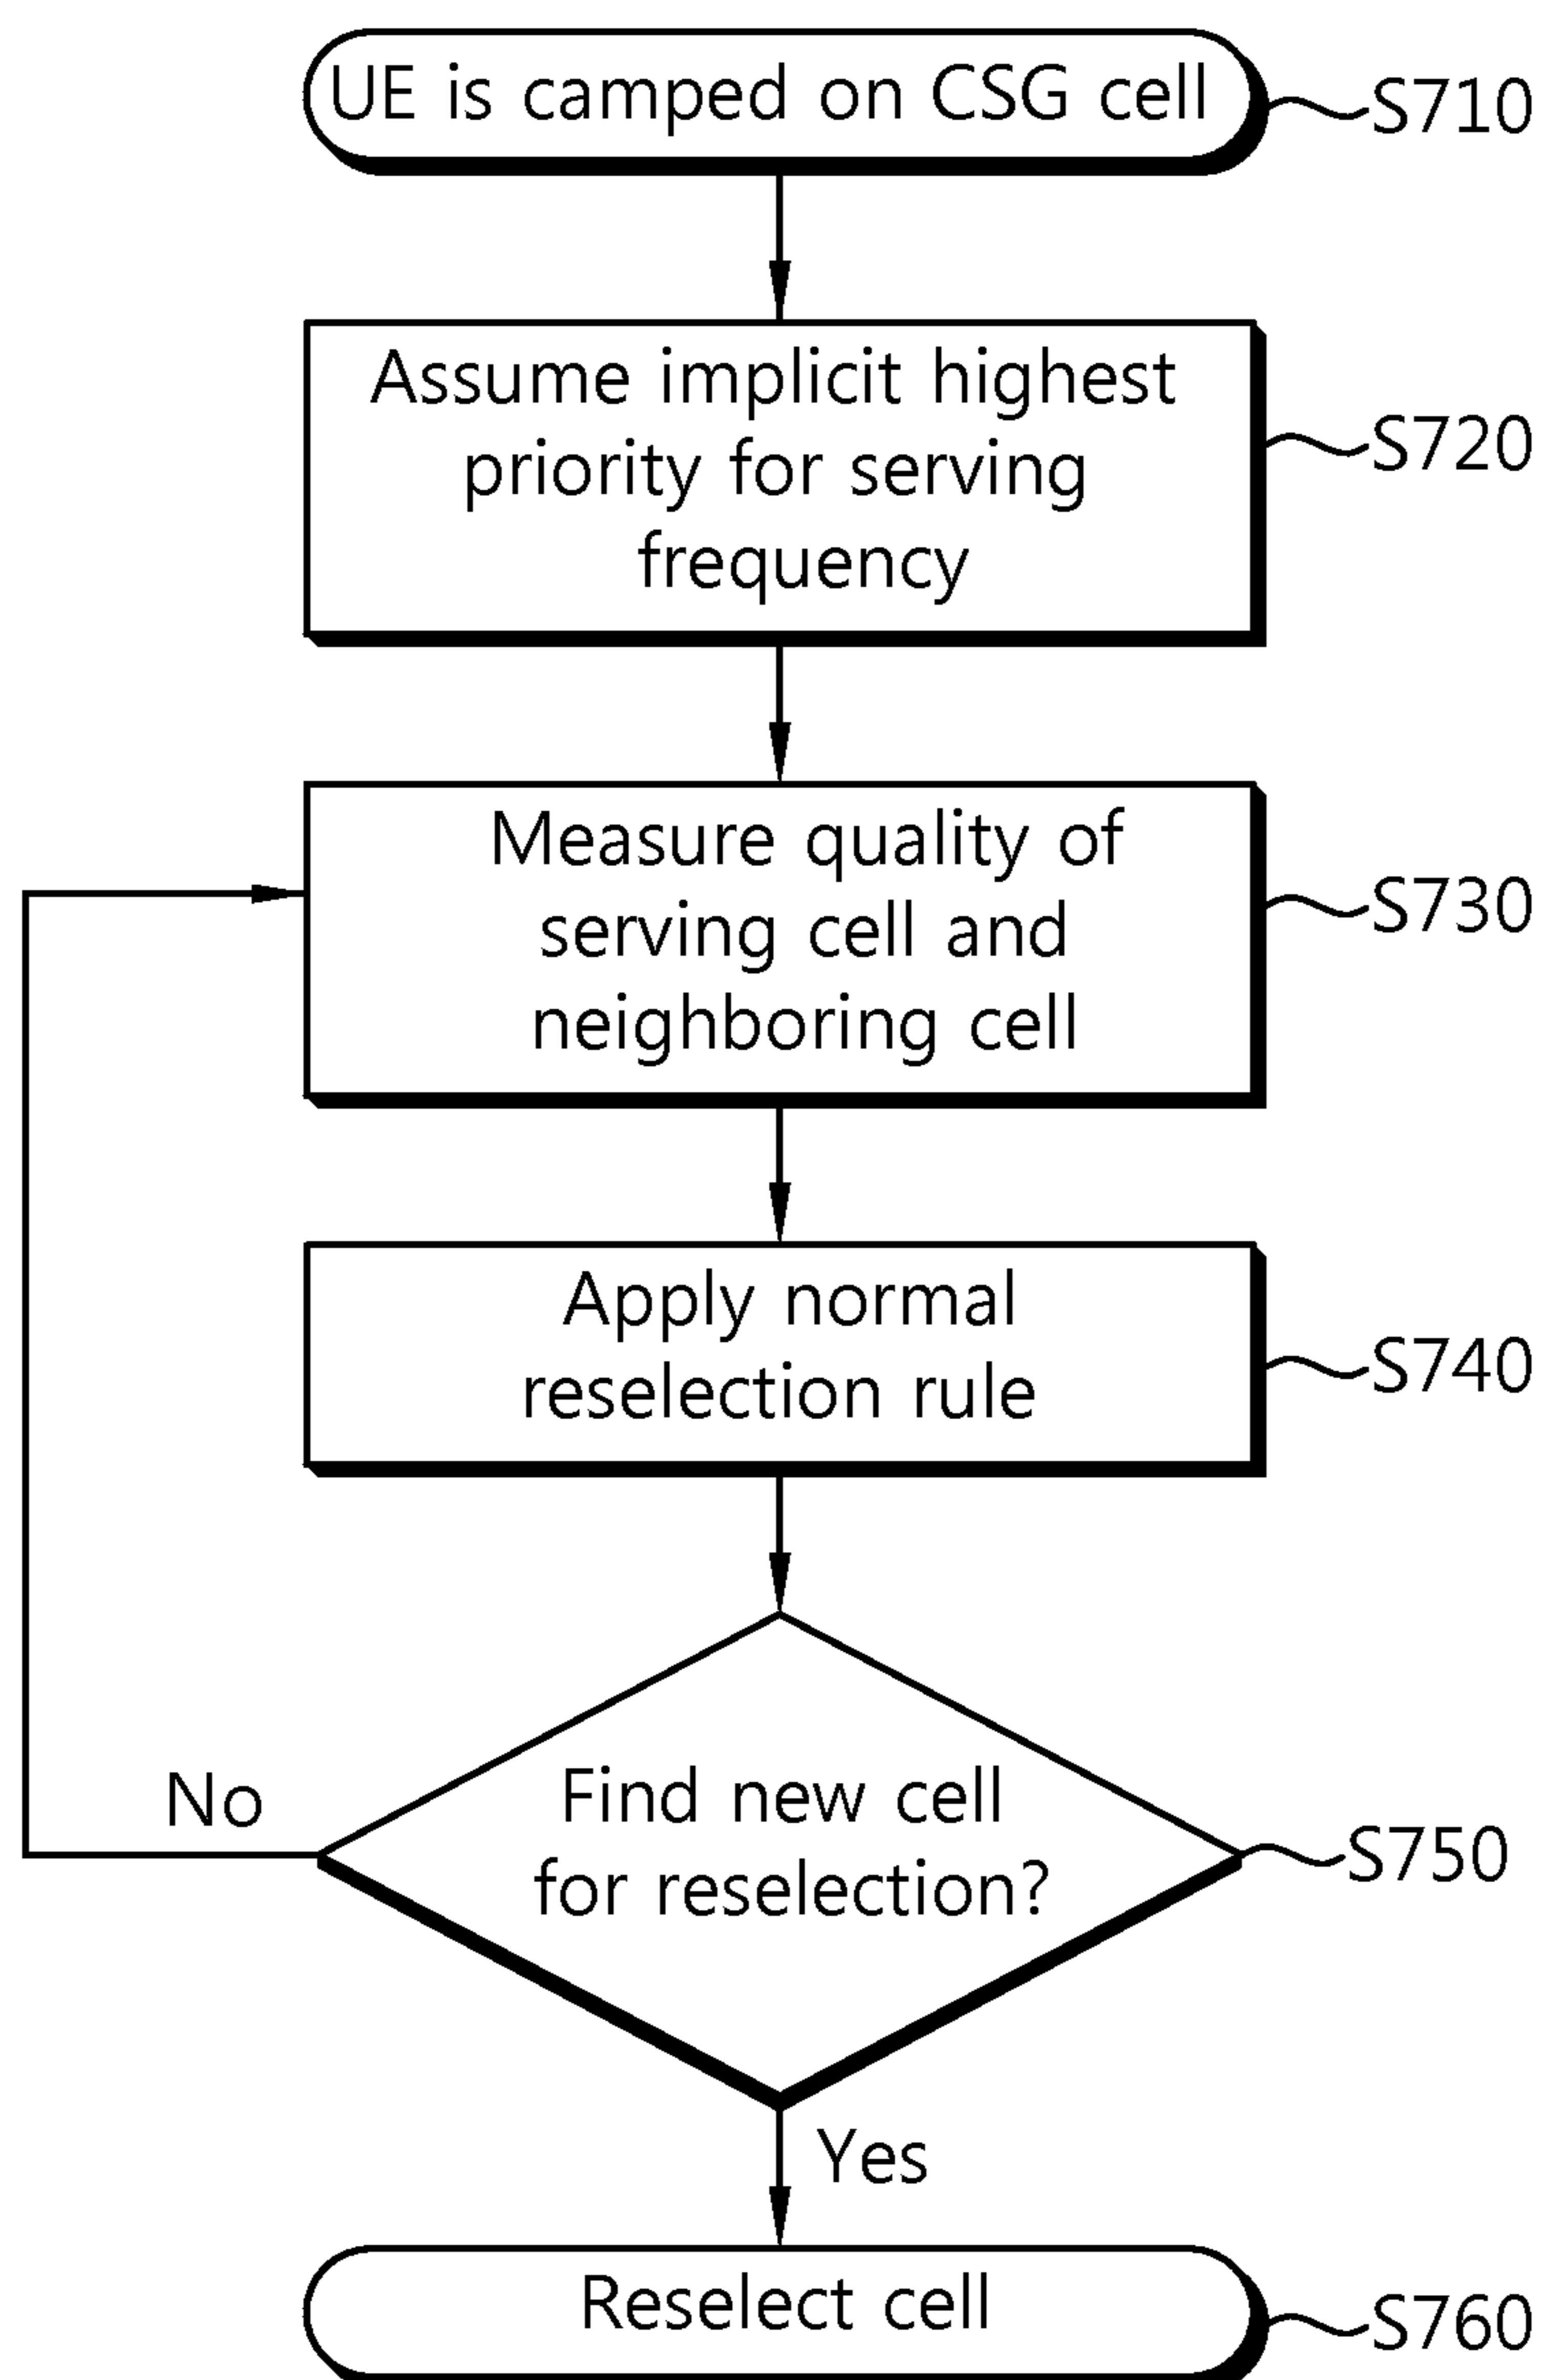 UE is camped on CSG cell
S710
Assume implicit highest
priority for serving
frequency
S720
Measure quality of
serving cell and
neighboring cell
S730
Apply normal
reselection rule
S740
Find new cell
for reselection?
S750
No
Yes
Reselect cell
S760